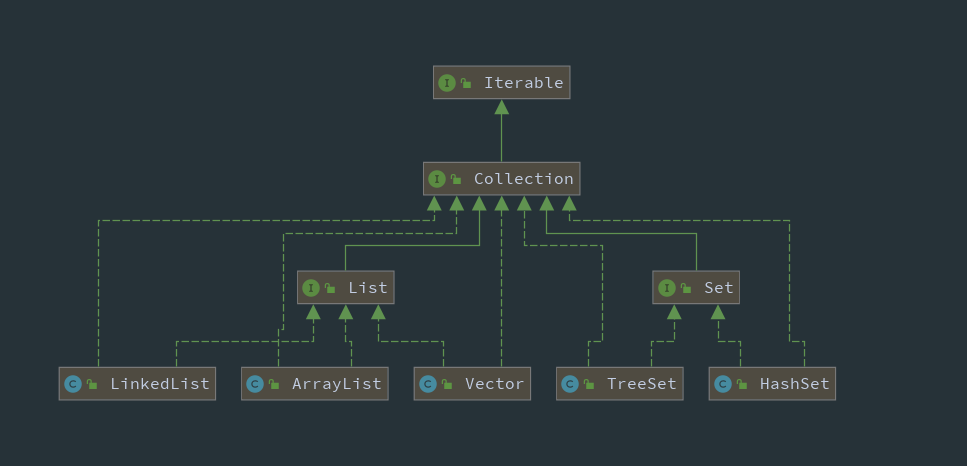 I Iterable
I Collection
I List
I Set
C LinkedList
C ArrayList
C Vector
C TreeSet
C HashSet